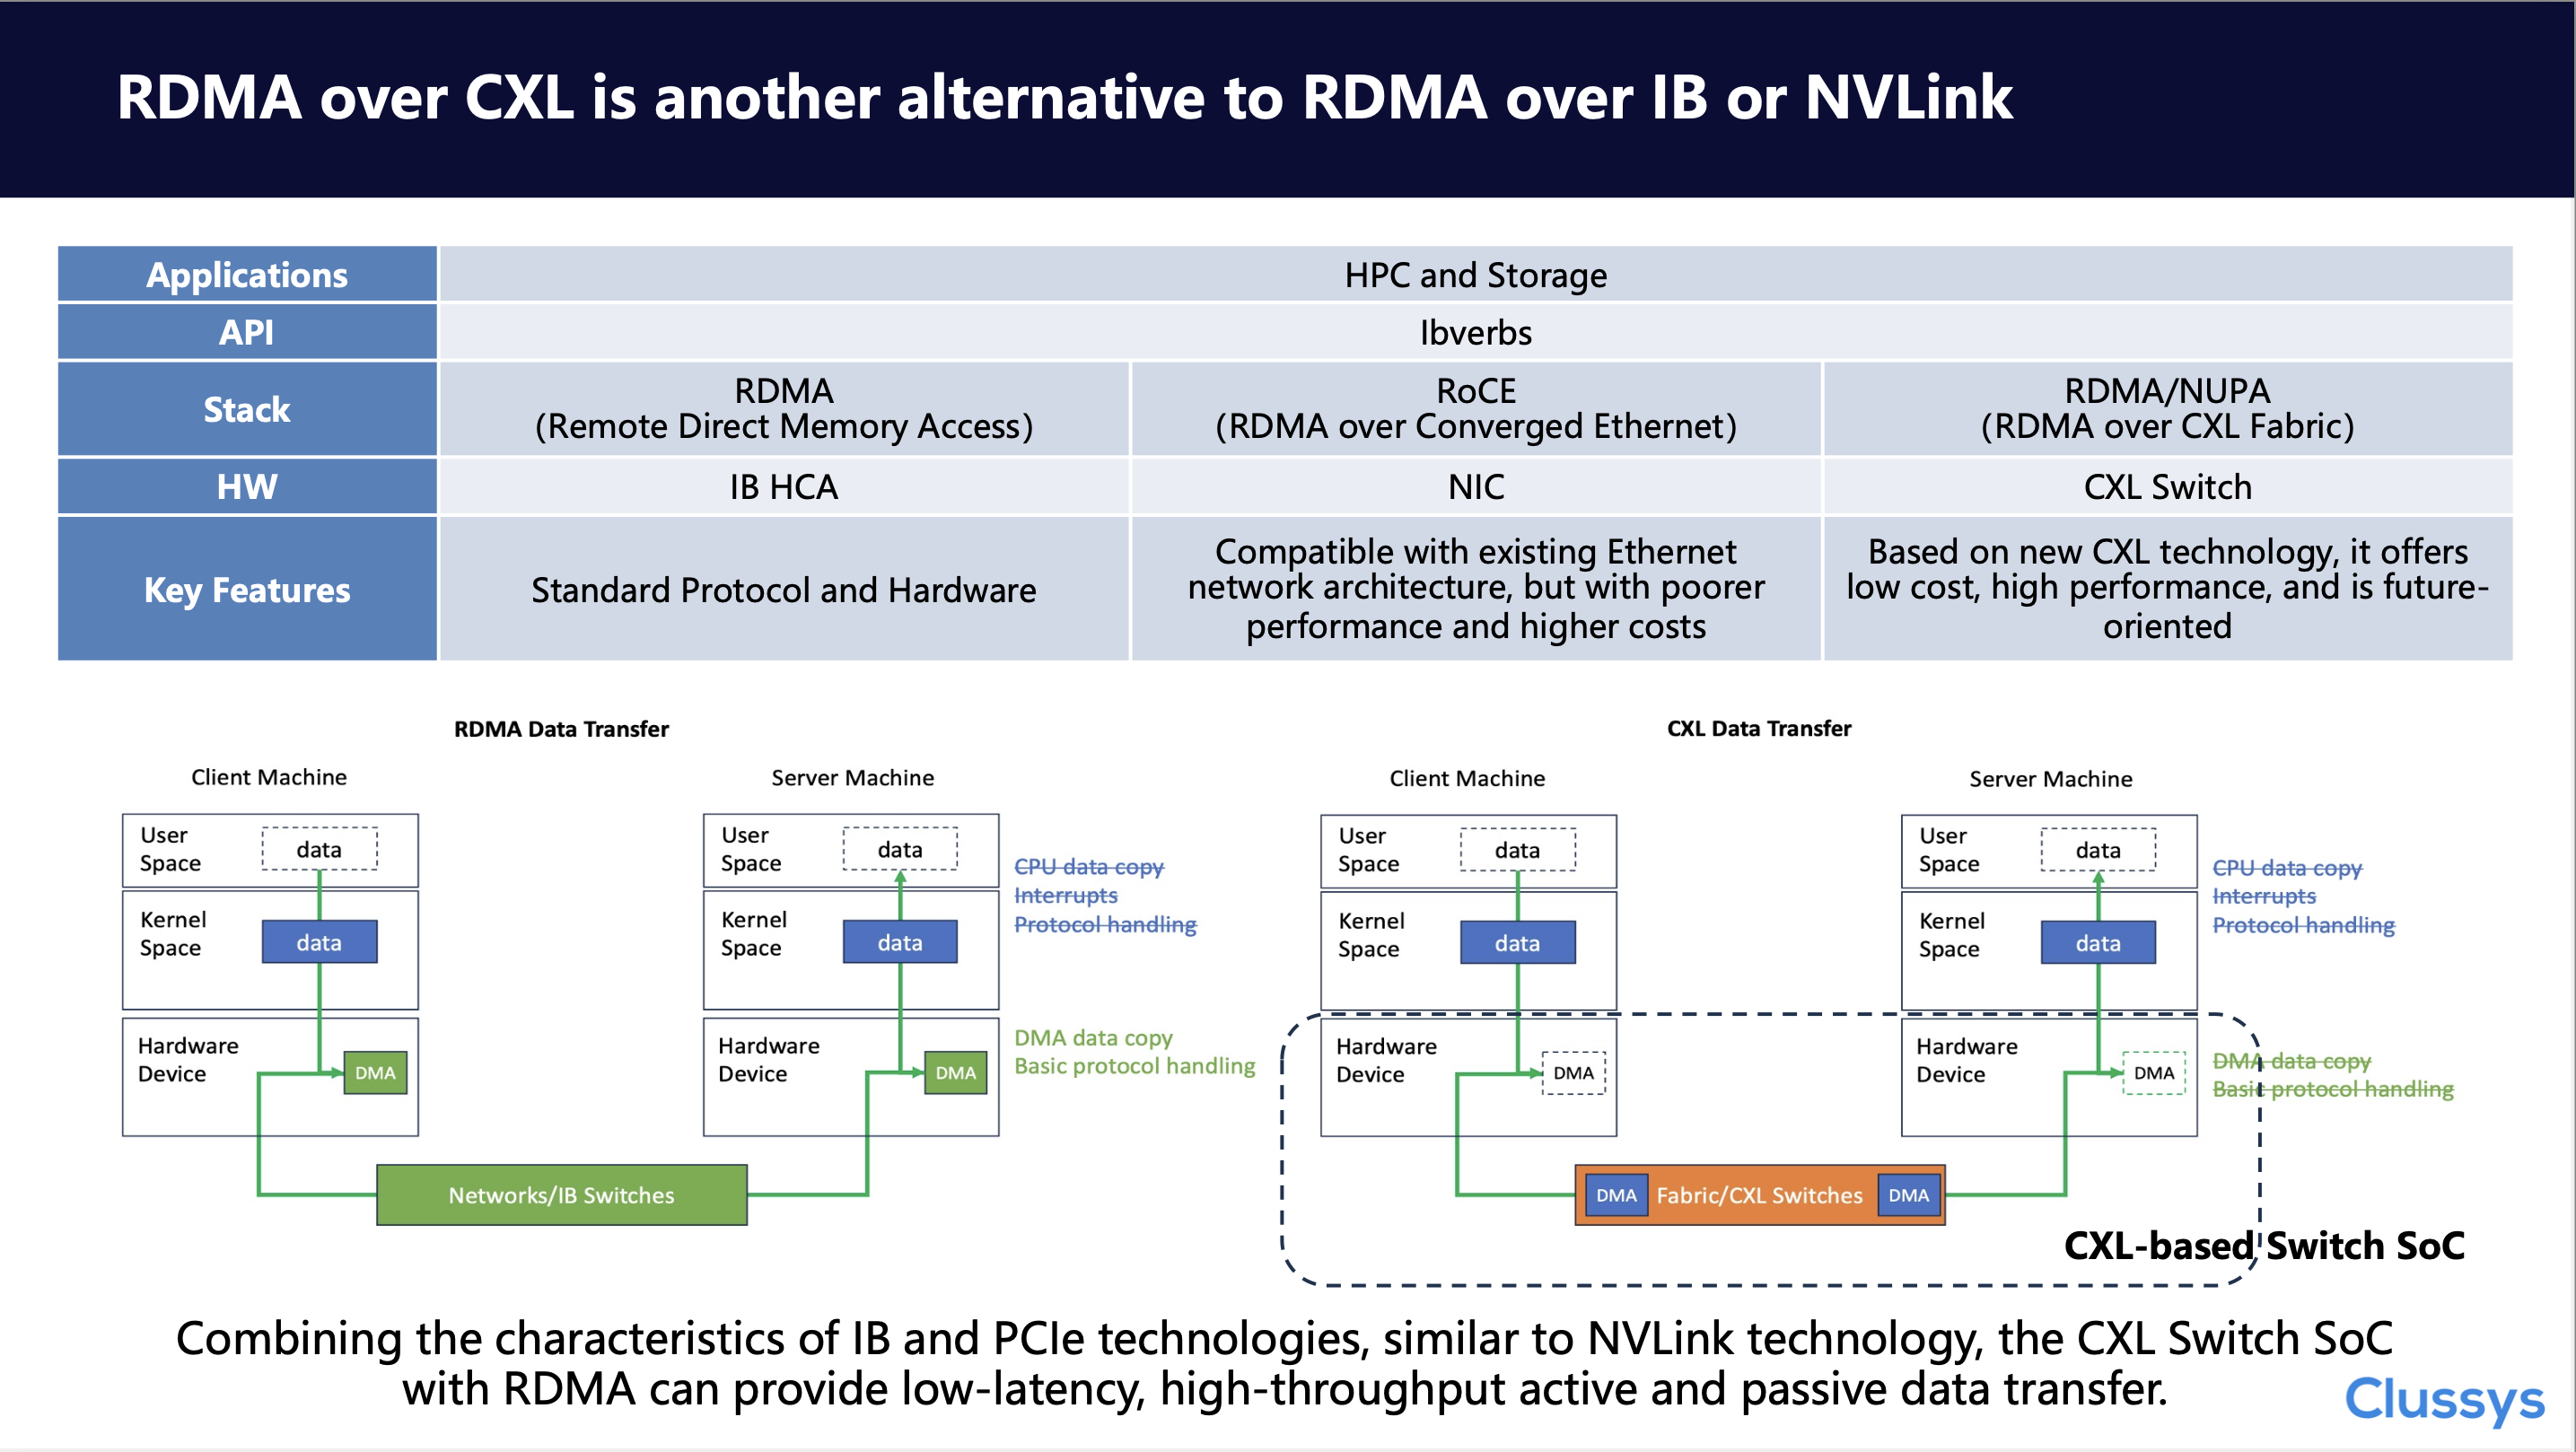 RDMA over CXL is another alternative to RDMA over IB or NVLink
Applications
HPC and Storage
API
Ibverbs
Stack
RDMA
(Remote Direct Memory Access)
RoCE
(RDMA over Converged Ethernet)
RDMA/NUPA
(RDMA over CXL Fabric)
HW
IB HCA
NIC
CXL Switch
Key Features
Standard Protocol and Hardware
Compatible with existing Ethernet
network architecture, but with poorer
performance and higher costs
Based on new CXL technology, it offers
low cost, high performance, and is future-
oriented
RDMA Data Transfer
Client Machine
Server Machine
User
Space
data
Kernel
Space
data
Hardware
Device
DMA
User
Space
data
Kernel
Space
data
Hardware
Device
DMA
CPU data copy
Interrupts
Protocol handling
DMA data copy
Basic protocol handling
Networks/IB Switches
CXL Data Transfer
Client Machine
Server Machine
User
Space
data
Kernel
Space
data
Hardware
Device
DMA
User
Space
data
Kernel
Space
data
Hardware
Device
DMA
CPU data copy
Interrupts
Protocol handling
DMA data copy
Basic protocol handling
DMA
Fabric/CXL Switches
DMA
CXL-based Switch SoC
Combining the characteristics of IB and PCIe technologies, similar to NVLink technology, the CXL Switch SoC
with RDMA can provide low-latency, high-throughput active and passive data transfer.
Clussys